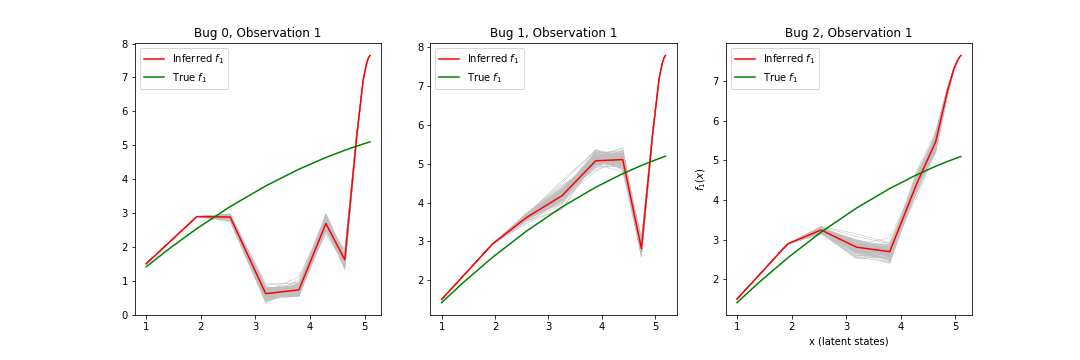 Bug 0, Observation 1
Inferred f₁
True f₁
8
7
6
5
4
3
2
1
0
1 2 3 4 5
Bug 1, Observation 1
Inferred f₁
True f₁
8
7
6
5
4
3
2
1 2 3 4 5
Bug 2, Observation 1
Inferred f₁
True f₁
f₁(x)
7
6
5
4
3
2
1 2 3 4 5
x (latent states)